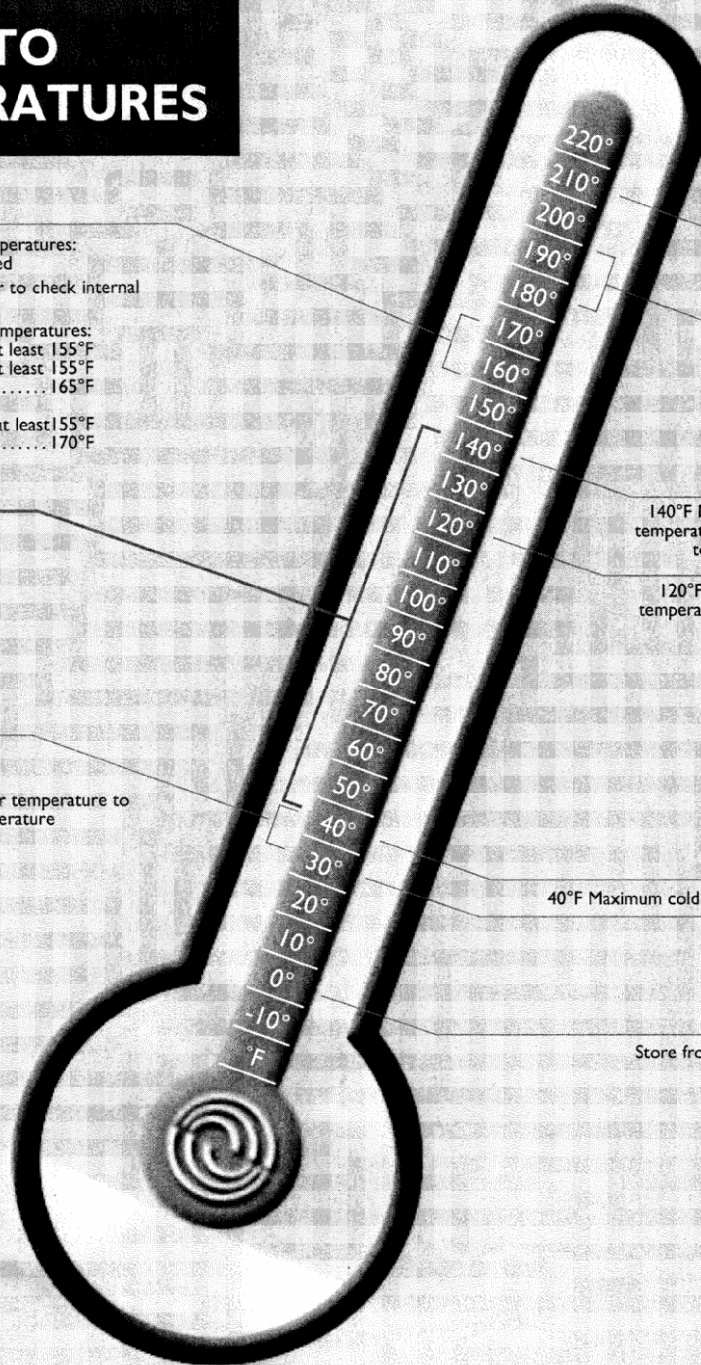 TO
RATURES
peratures:
ed
r to check internal
emperatures:
t least 155°F
t least 155°F
......165°F
at least155°F
......170°F
r temperature to
erature
220°
210°
200°
190°
180°
170°
160°
150°
140°
130°
120°
110°
100°
90°
80°
70°
60°
50°
40°
30°
20°
10°
0°
-10°
°F
140°F
temperat
to
120°F
tempera
40°F Maximum cold
Store fro